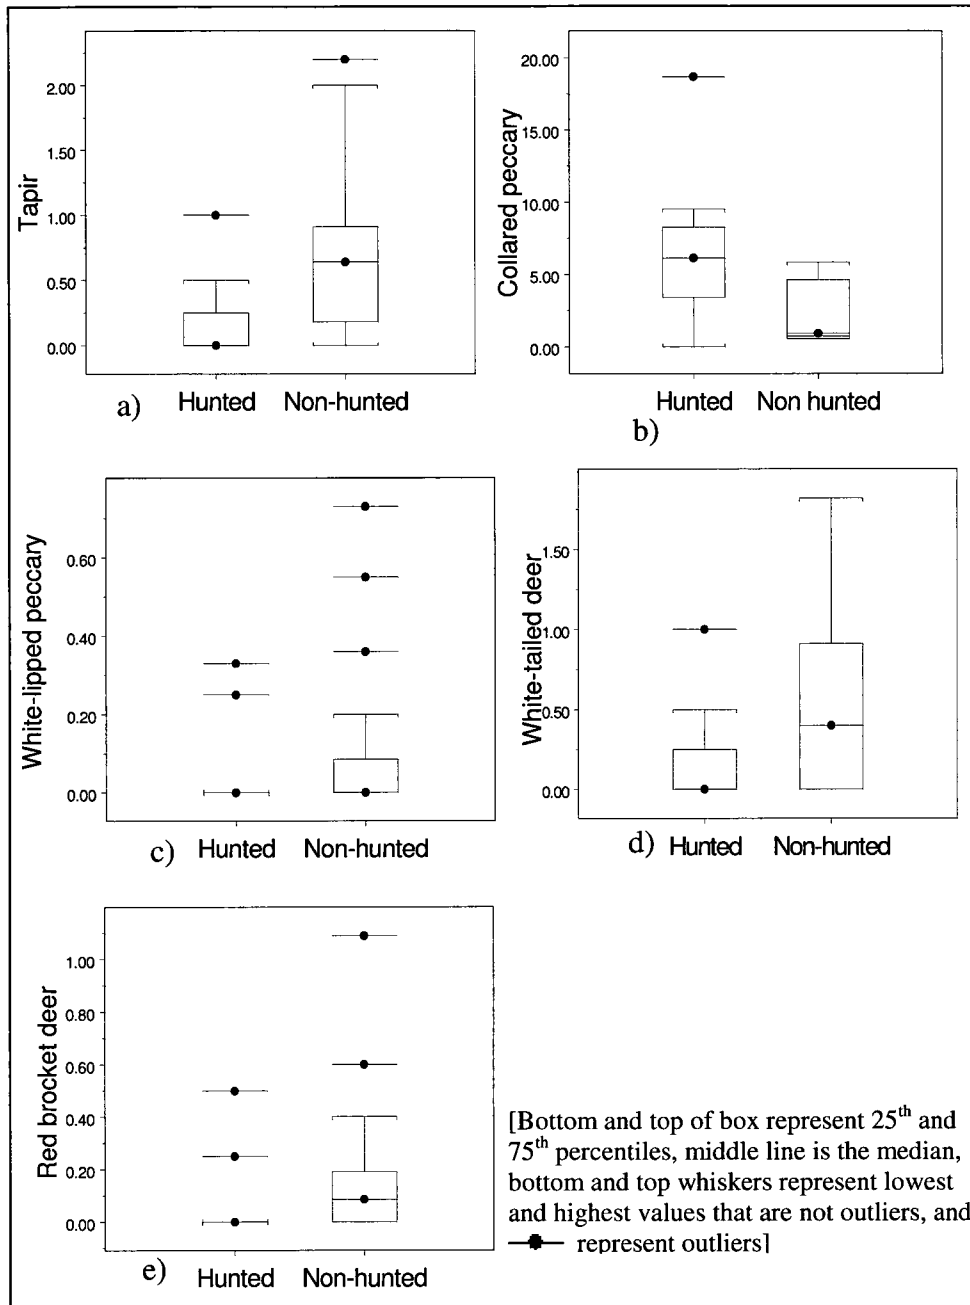 Tapir
2.00
1.50
1.00
0.50
0.00
a) Hunted Non-hunted
Collared peccary
20.00
15.00
10.00
5.00
0.00
Hunted Non hunted
b)
White-lipped peccary
0.60
0.40
0.20
0.00
c) Hunted Non-hunted
White-tailed deer
1.50
1.00
0.50
0.00
d) Hunted Non-hunted
Red brocket deer
1.00
0.80
0.60
0.40
0.20
0.00
e) Hunted Non-hunted
[Bottom and top of box represent 25th and
75th percentiles, middle line is the median,
bottom and top whiskers represent lowest
and highest values that are not outliers, and
represent outliers]